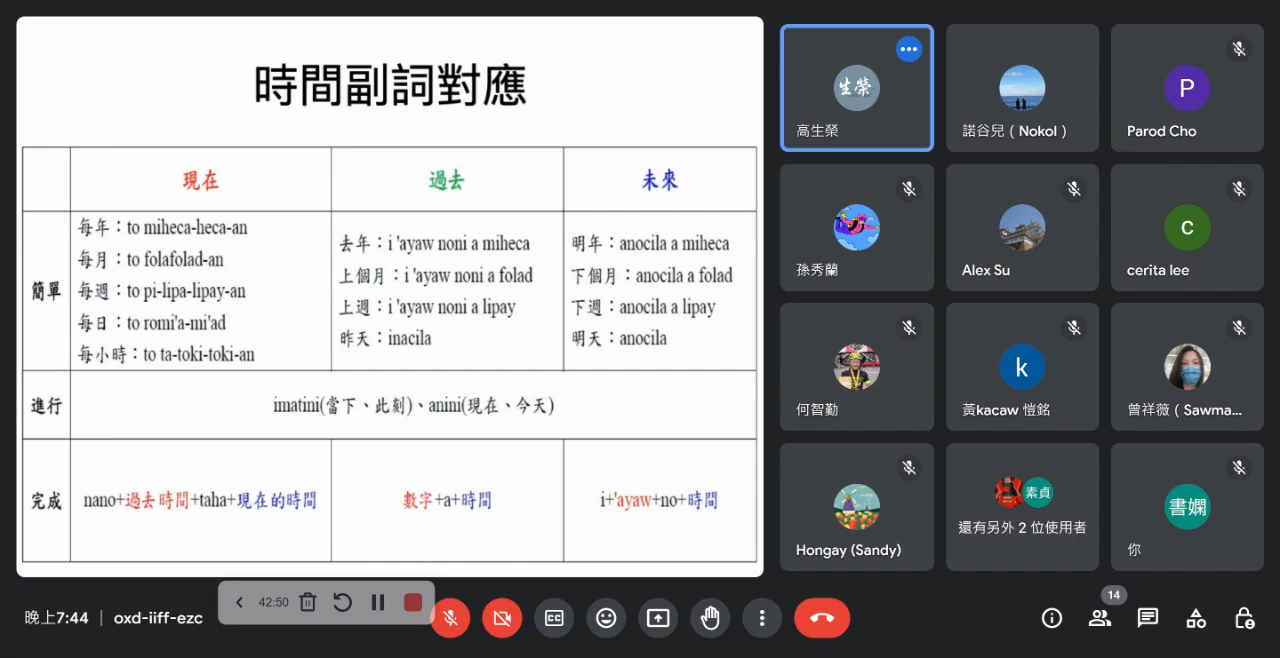 時間副詞對應
現在
過去
未來
簡單
每年：to miheca-heca-an
每月：to folafolad-an
每週：to pi-lipa-lipay-an
每日：to romi'a-mi'ad
每小時：to ta-toki-toki-an
去年：i 'ayaw noni a miheca
上個月：i 'ayaw noni a folad
上週：i 'ayaw noni a lipay
昨天：inacila
明年：anocila a miheca
下個月：anocila a folad
下週：anocila a lipay
明天：anocila
進行
imatini(當下、此刻)、anini(現在、今天)
完成
nano+過去時間+taha+現在的時間
數字+a+時間
i+'ayaw+no+時間
生榮
高生榮
諾谷兒 ( Nokol )
P
Parod Cho
孫秀蘭
Alex Su
c
cerita lee
何智勤
k
黃kacaw 愷銘
曾祥薇 ( Sawma...
Hongay (Sandy)
素貞
還有另外 2 位使用者
書嫻
你
晚上7:44 | oxd-iiff-ezc
42:50
CC
14